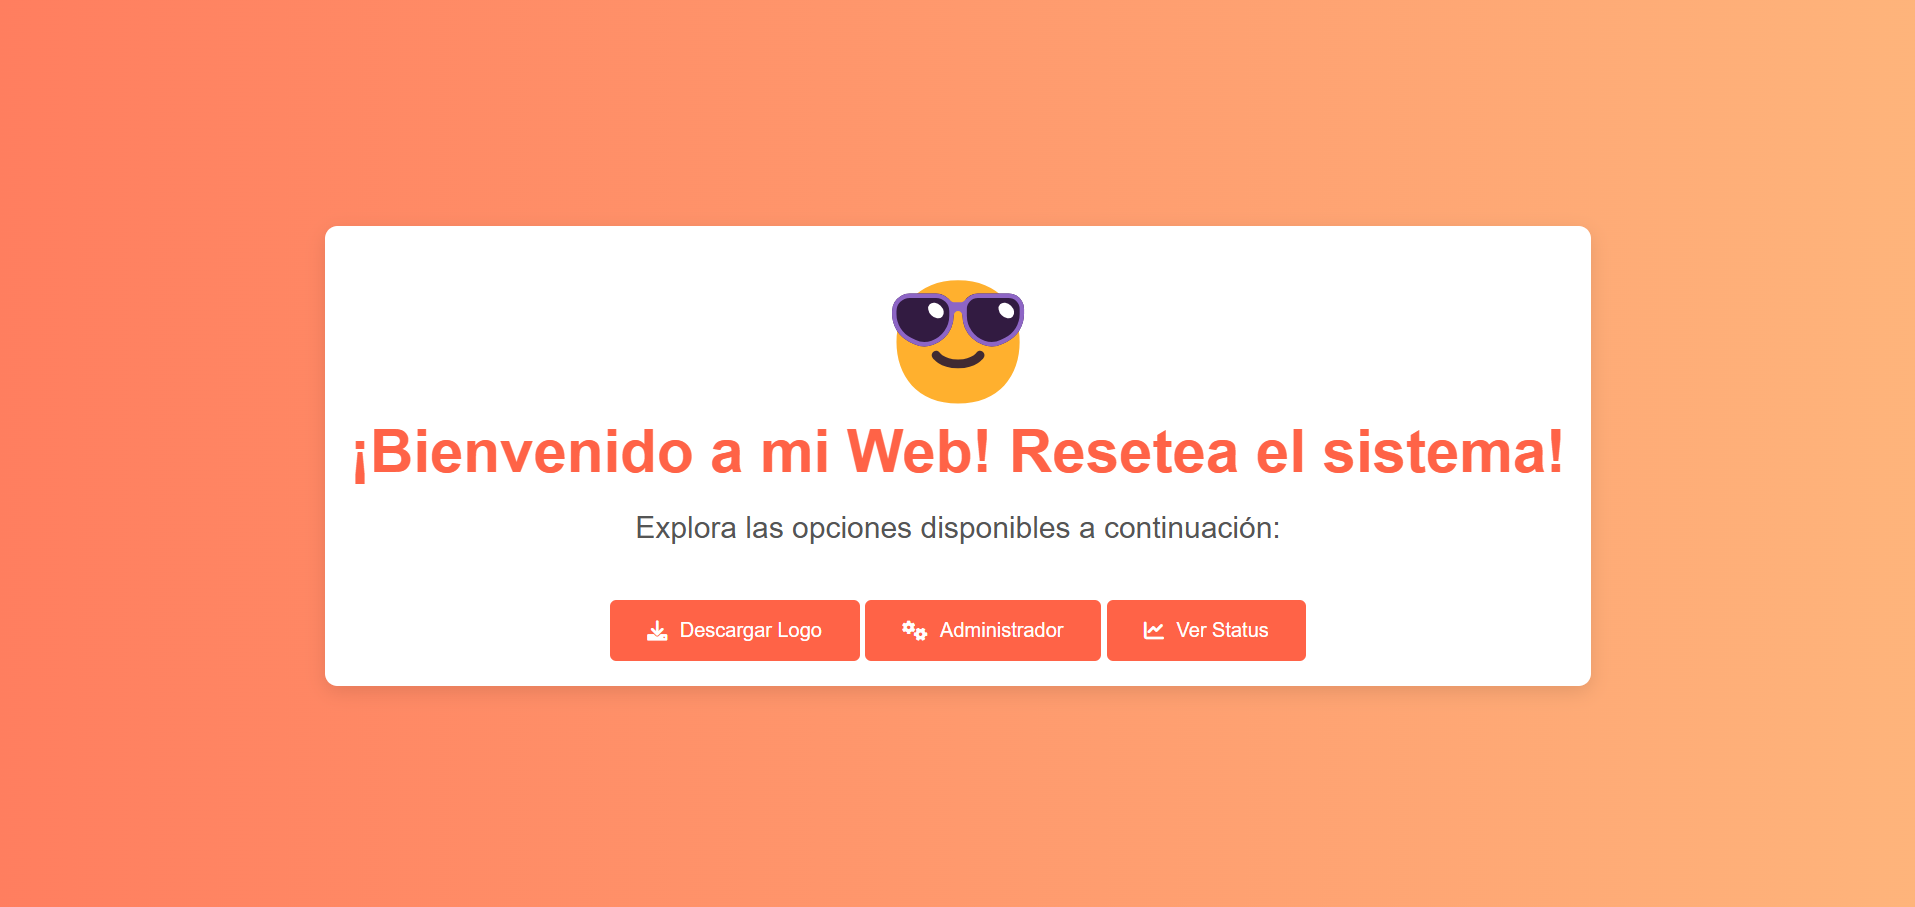 ¡Bienvenido a mi Web! Resetea el sistema!
Explora las opciones disponibles a continuación:
Descargar Logo
Administrador
Ver Status